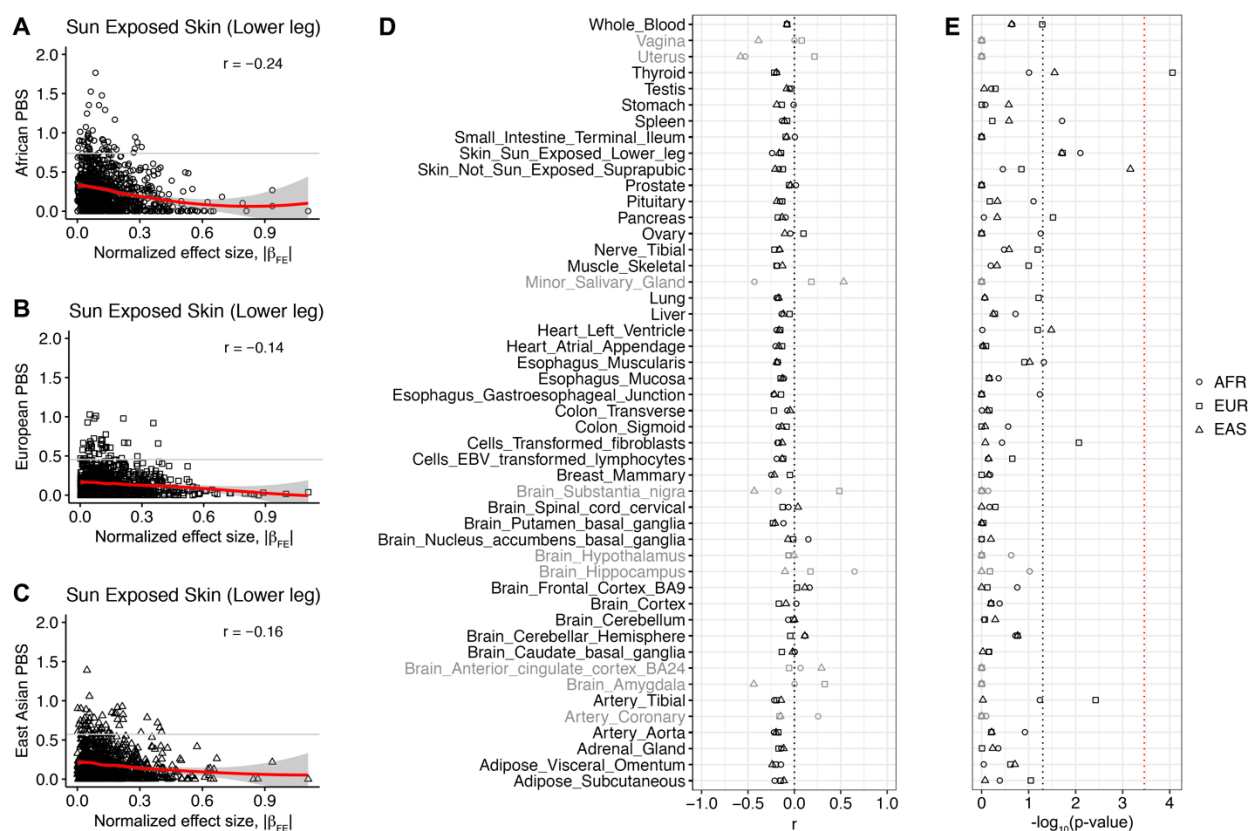 A
Sun Exposed Skin (Lower leg)
r = −0.24
African PBS
2.0
1.5
1.0
0.5
0.0
0.0 0.3 0.6 0.9
Normalized effect size, |β_FE|
B
Sun Exposed Skin (Lower leg)
r = −0.14
European PBS
2.0
1.5
1.0
0.5
0.0
0.0 0.3 0.6 0.9
Normalized effect size, |β_FE|
C
Sun Exposed Skin (Lower leg)
r = −0.16
East Asian PBS
2.0
1.5
1.0
0.5
0.0
0.0 0.3 0.6 0.9
Normalized effect size, |β_FE|
D
Whole_Blood
Vagina
Uterus
Thyroid
Testis
Stomach
Spleen
Small_Intestine_Terminal_Ileum
Skin_Sun_Exposed_Lower_leg
Skin_Not_Sun_Exposed_Suprapubic
Prostate
Pituitary
Pancreas
Ovary
Nerve_Tibial
Muscle_Skeletal
Minor_Salivary_Gland
Lung
Liver
Heart_Left_Ventricle
Heart_Atrial_Appendage
Esophagus_Muscularis
Esophagus_Mucosa
Esophagus_Gastroesophageal_Junction
Colon_Transverse
Colon_Sigmoid
Cells_Transformed_fibroblasts
Cells_EBV_transformed_lymphocytes
Breast_Mammary
Brain_Substantia_nigra
Brain_Spinal_cord_cervical
Brain_Putamen_basal_ganglia
Brain_Nucleus_accumbens_basal_ganglia
Brain_Hypothalamus
Brain_Hippocampus
Brain_Frontal_Cortex_BA9
Brain_Cortex
Brain_Cerebellum
Brain_Cerebellar_Hemisphere
Brain_Caudate_basal_ganglia
Brain_Anterior_cingulate_cortex_BA24
Brain_Amygdala
Artery_Tibial
Artery_Coronary
Artery_Aorta
Adrenal_Gland
Adipose_Visceral_Omentum
Adipose_Subcutaneous
−1.0 −0.5 0.0 0.5 1.0
r
E
0 1 2 3 4
-log10(p-value)
AFR
EUR
EAS